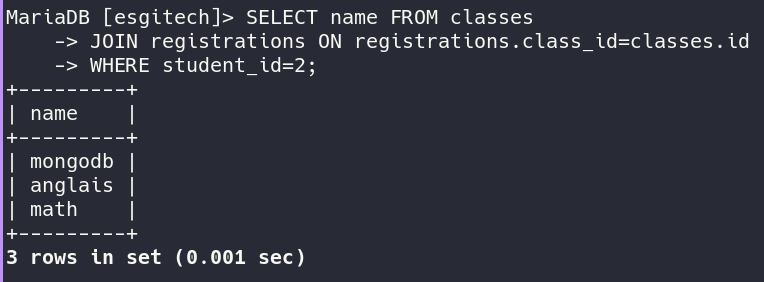 MariaDB [esgitech]> SELECT name FROM classes
    -> JOIN registrations ON registrations.class_id=classes.id
    -> WHERE student_id=2;
+---------+
| name    |
+---------+
| mongodb |
| anglais |
| math    |
+---------+
3 rows in set (0.001 sec)